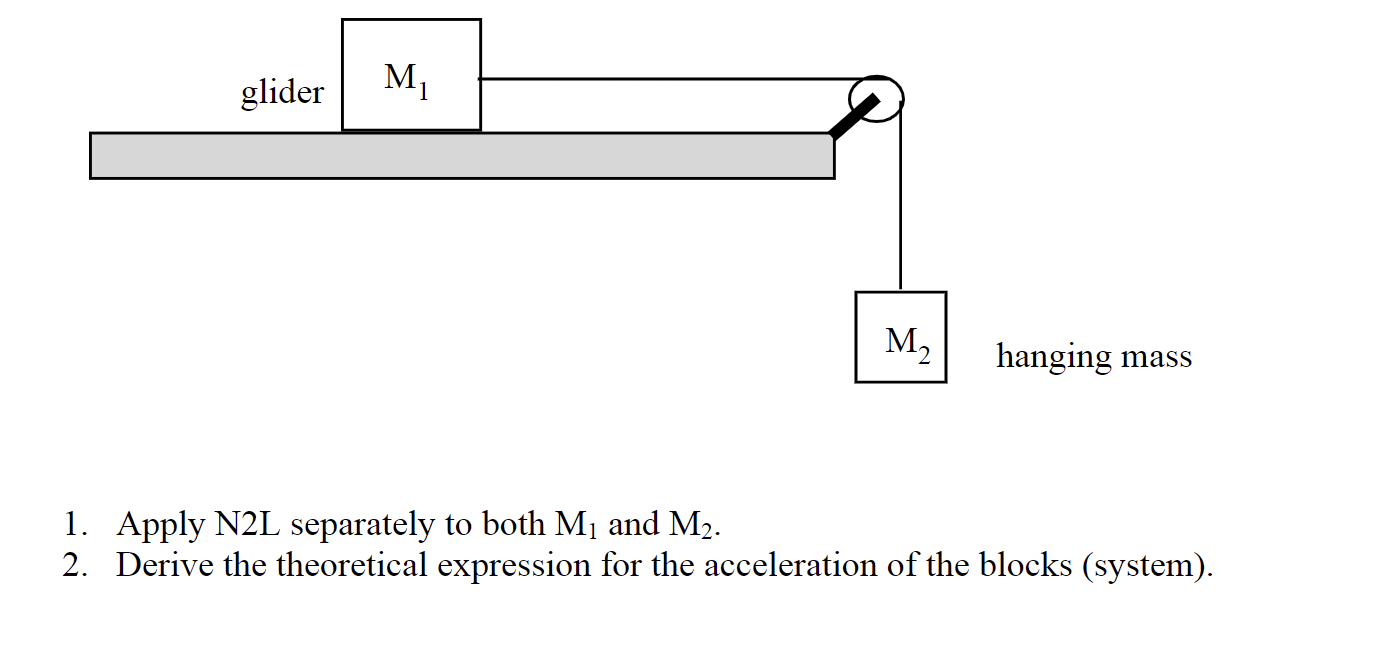 M₁
glider
M₂
hanging mass
1. Apply N2L separately to both M₁ and M₂.
2. Derive the theoretical expression for the acceleration of the blocks (system).